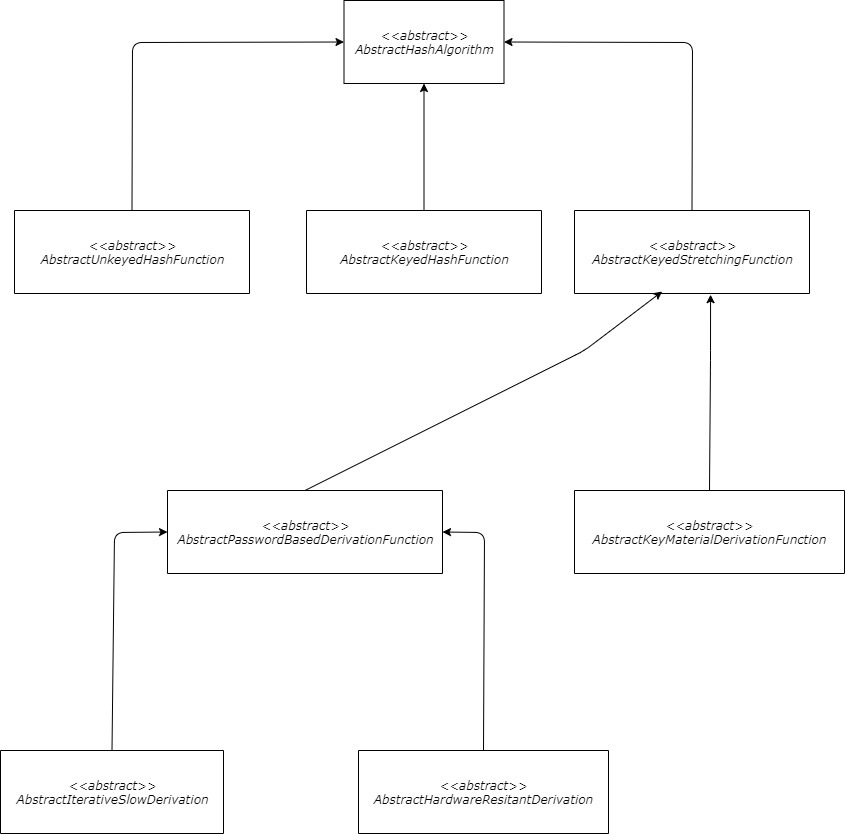 <<abstract>>
AbstractHashAlgorithm
<<abstract>>
AbstractUnkeyedHashFunction
<<abstract>>
AbstractKeyedHashFunction
<<abstract>>
AbstractKeyedStretchingFunction
<<abstract>>
AbstractPasswordBasedDerivationFunction
<<abstract>>
AbstractKeyMaterialDerivationFunction
<<abstract>>
AbstractIterativeSlowDerivation
<<abstract>>
AbstractHardwareResitantDerivation